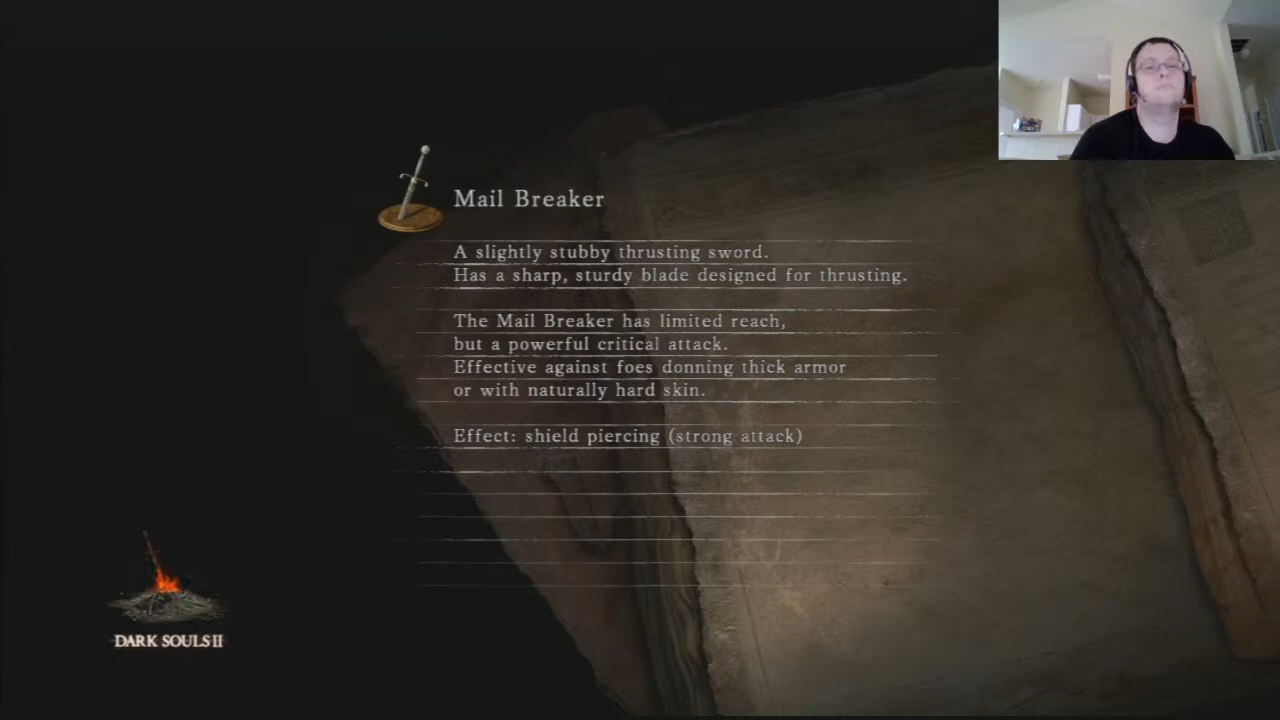 Mail Breaker
A slightly stubby thrusting sword.
Has a sharp, sturdy blade designed for thrusting.
The Mail Breaker has limited reach,
but a powerful critical attack.
Effective against foes donning thick armor
or with naturally hard skin.
Effect: shield piercing (strong attack)
DARK SOULS II